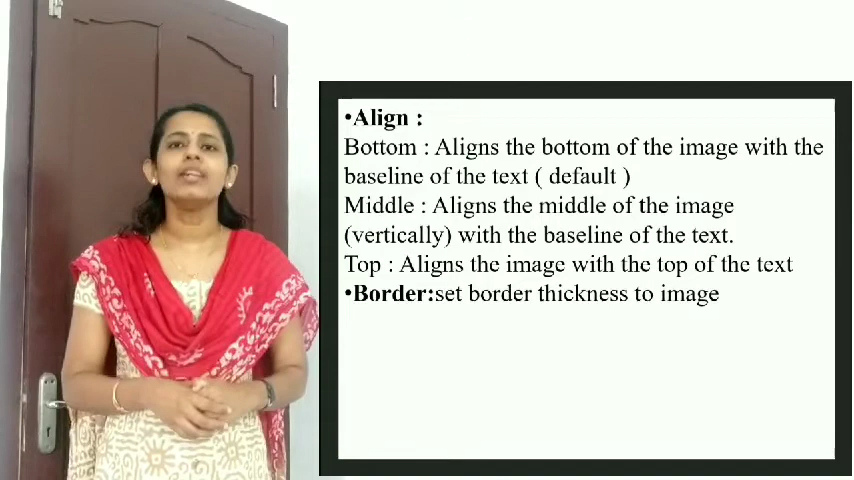 •Align :
Bottom : Aligns the bottom of the image with the
baseline of the text ( default )
Middle : Aligns the middle of the image
(vertically) with the baseline of the text.
Top : Aligns the image with the top of the text
•Border:set border thickness to image